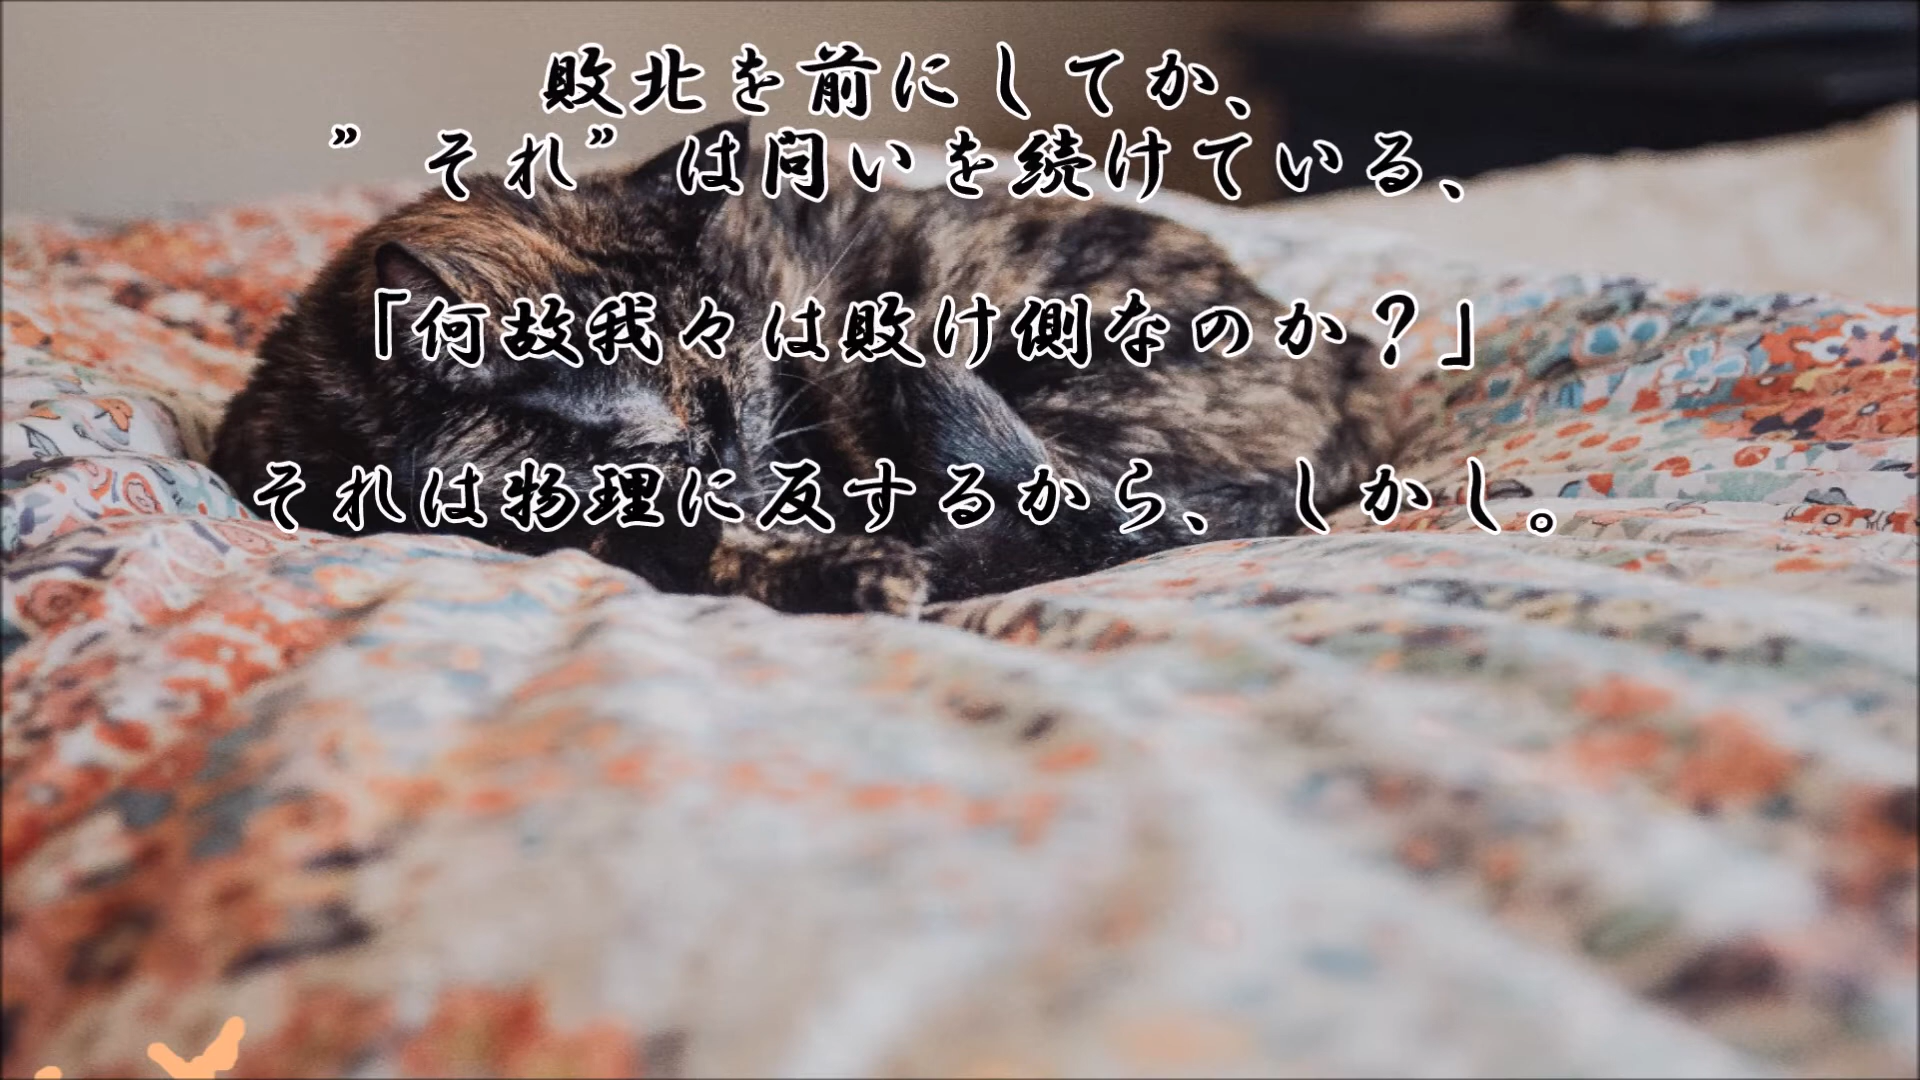 敗北を前にしてか、
”それ”は問いを続けている、
「何故我々は敗け側なのか？」
それは物理に反するから、しかし。